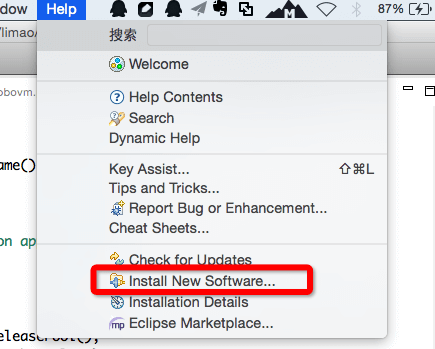 dow Help 87%
/limao/
搜索
Welcome
obovm.
Help Contents
Search
Dynamic Help
ame()
Key Assist... ⇧⌘L
Tips and Tricks...
Report Bug or Enhancement...
Cheat Sheets...
on ap
Check for Updates
Install New Software...
Installation Details
Eclipse Marketplace...